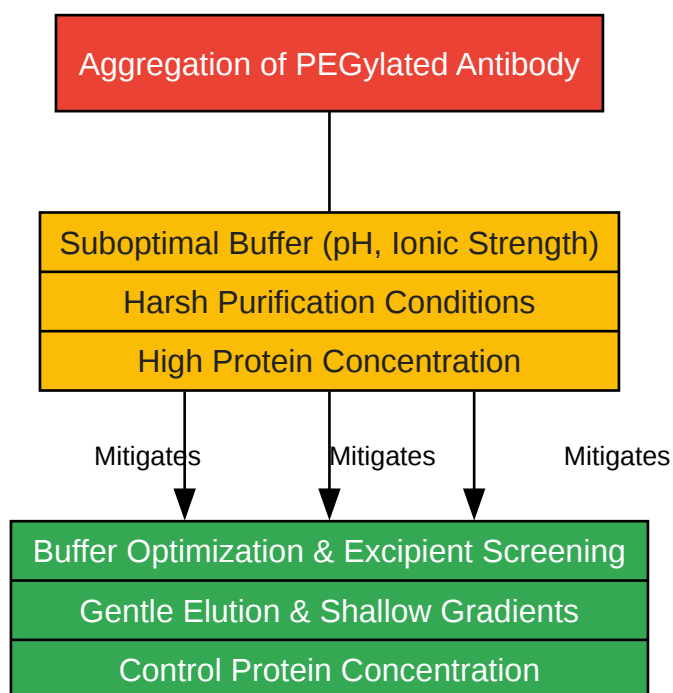 Aggregation of PEGylated Antibody
Suboptimal Buffer (pH, Ionic Strength)
Harsh Purification Conditions
High Protein Concentration
Mitigates Mitigates Mitigates
Buffer Optimization & Excipient Screening
Gentle Elution & Shallow Gradients
Control Protein Concentration